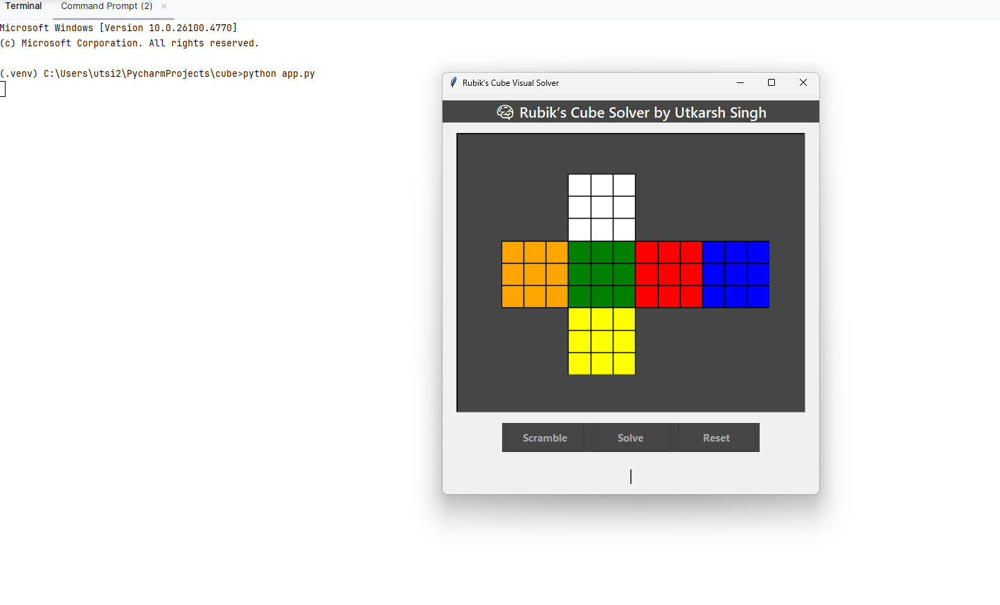 Terminal Command Prompt (2) ×
Microsoft Windows [Version 10.0.26100.4770]
(c) Microsoft Corporation. All rights reserved.
(.venv) C:\Users\utsi2\PycharmProjects\cube>python app.py
Rubik's Cube Visual Solver
Rubik’s Cube Solver by Utkarsh Singh
Scramble Solve Reset